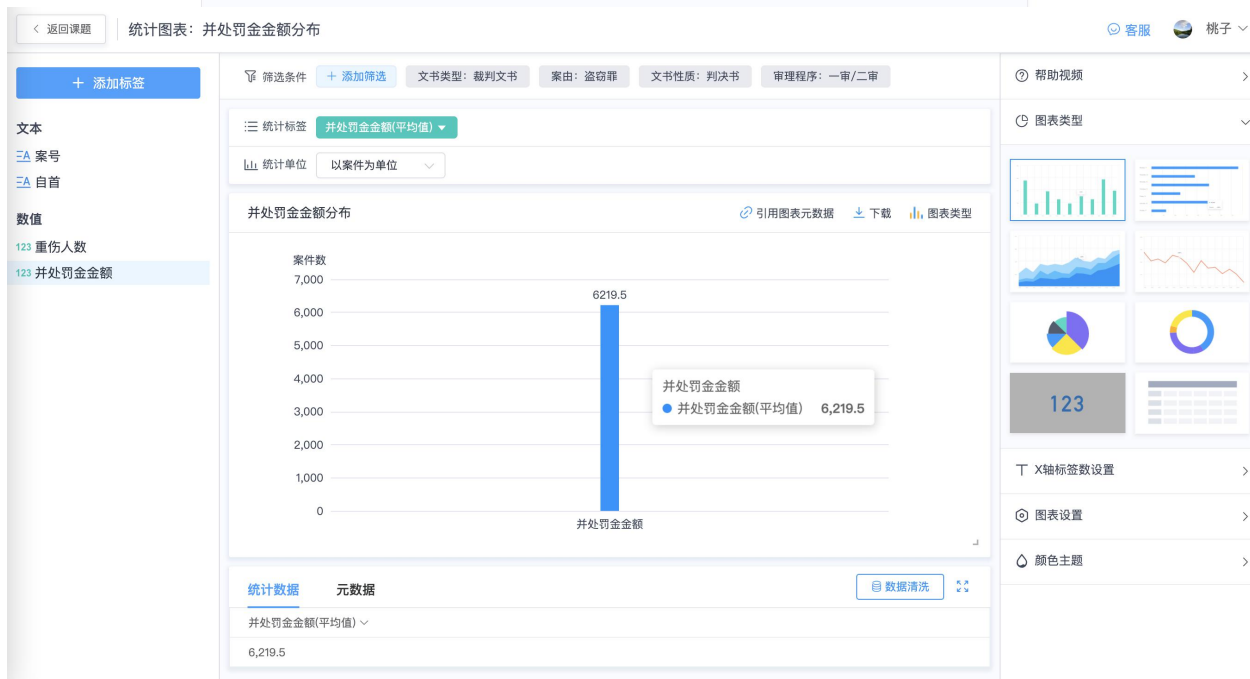 < 返回课题 统计图表：并处罚金金额分布 客服 桃子
+ 添加标签
文本
案号
自首
数值
123 重伤人数
123 并处罚金金额
筛选条件 + 添加筛选 文书类型：裁判文书 案由：盗窃罪 文书性质：判决书 审理程序：一审/二审
统计标签 并处罚金金额(平均值)
统计单位 以案件为单位
并处罚金金额分布 引用图表元数据 下载 图表类型
案件数
7,000
6219.5
6,000
5,000
4,000
3,000
2,000
1,000
0
并处罚金金额
并处罚金金额
并处罚金金额(平均值) 6,219.5
统计数据 元数据 数据清洗
并处罚金金额(平均值)
6,219.5
帮助视频
图表类型
123
X轴标签数设置
图表设置
颜色主题